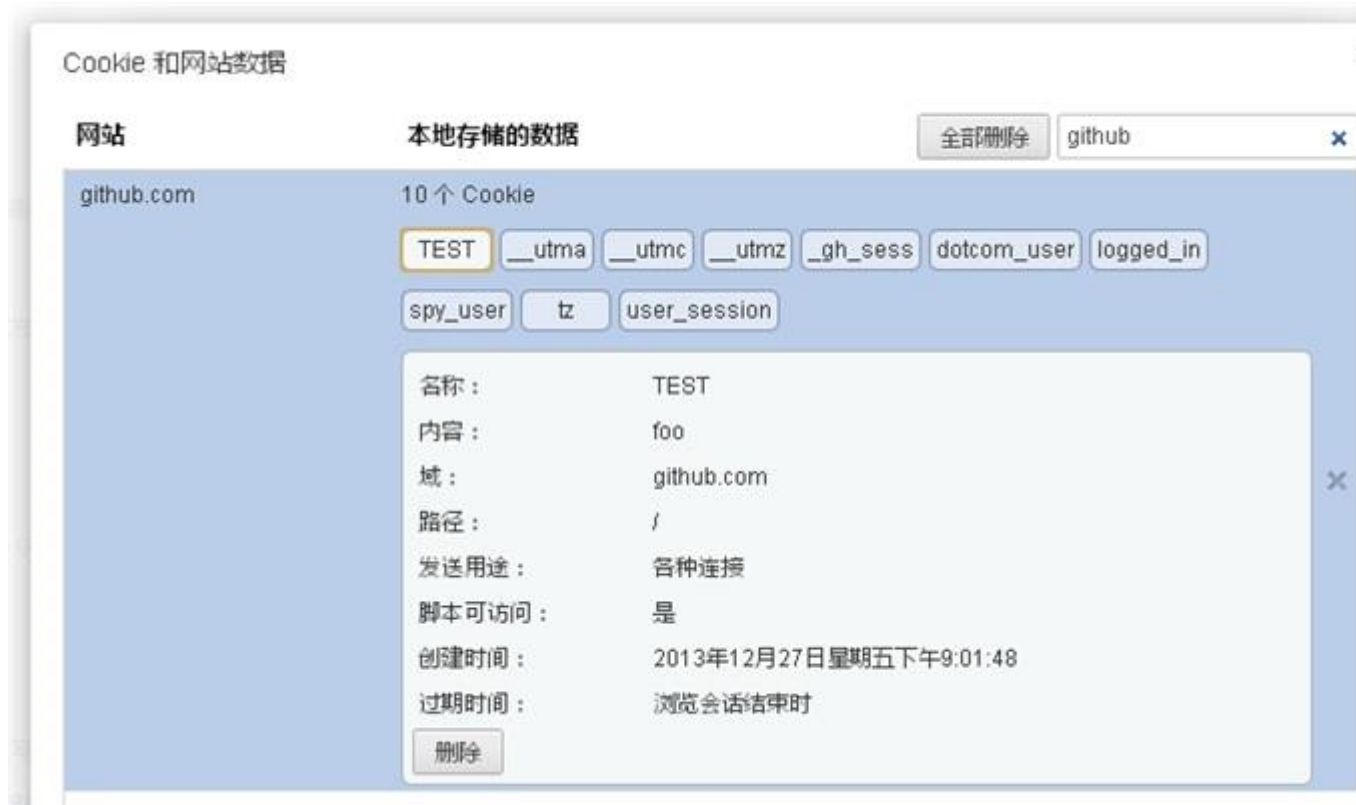 Cookie 和网站数据
网站 本地存储的数据 全部删除 github
github.com 10 个 Cookie
TEST __utma __utmc __utmz _gh_sess dotcom_user logged_in
spy_user tz user_session
名称： TEST
内容： foo
域： github.com
路径： /
发送用途： 各种连接
脚本可访问： 是
创建时间： 2013年12月27日星期五下午9:01:48
过期时间： 浏览会话结束时
删除